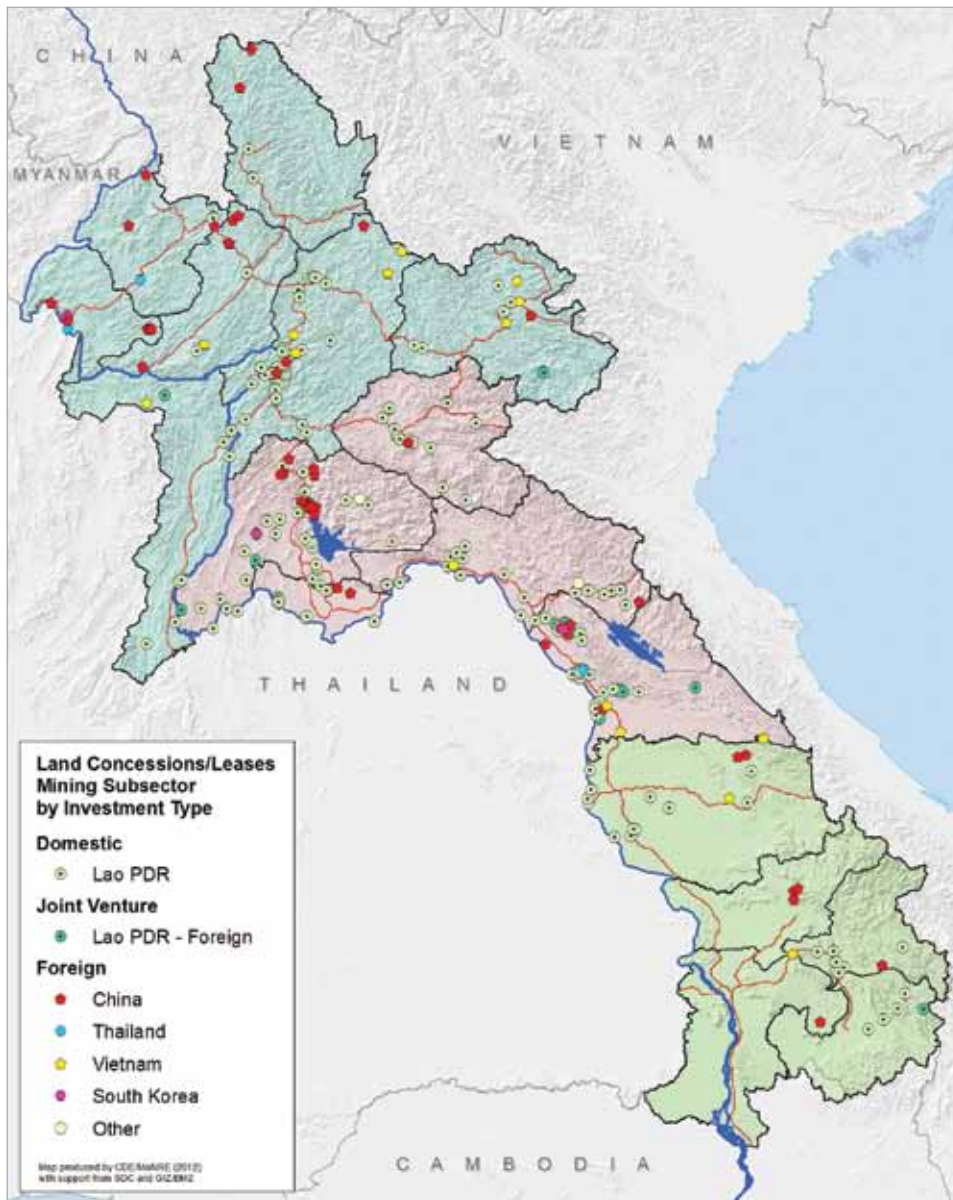 CHINA
VIETNAM
MYANMAR
THAILAND
Land Concessions/Leases
Mining Subsector
by Investment Type
Domestic
Lao PDR
Joint Venture
Lao PDR - Foreign
Foreign
China
Thailand
Vietnam
South Korea
Other
Map produced by CDE/MoNRE (2012)
with support from SDC and GIZ/BMZ
CAMBODIA